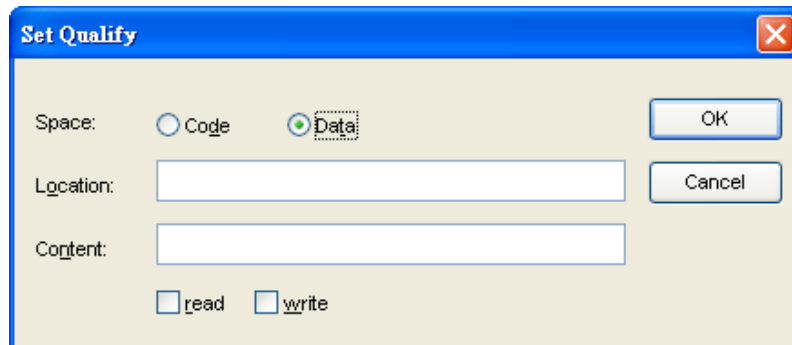 Set Qualify
Space: Code Data OK
Location: Cancel
Content:
read write